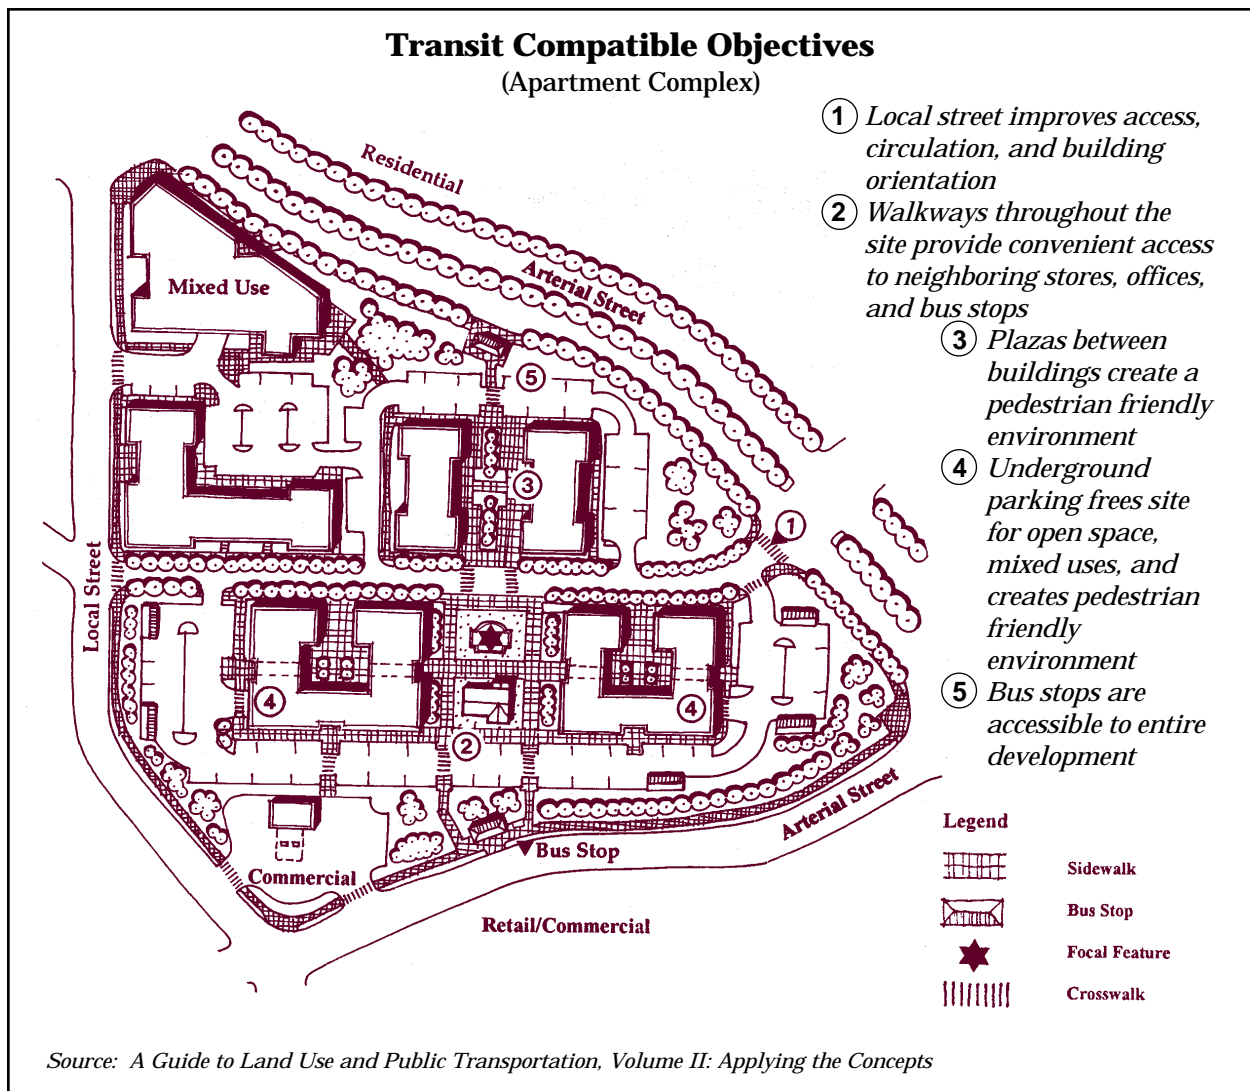 Transit Compatible Objectives
(Apartment Complex)
1 Local street improves access,
circulation, and building
orientation
2 Walkways throughout the
site provide convenient access
to neighboring stores, offices,
and bus stops
3 Plazas between
buildings create a
pedestrian friendly
environment
4 Underground
parking frees site
for open space,
mixed uses, and
creates pedestrian
friendly
environment
5 Bus stops are
accessible to entire
development
Residential
Arterial Street
Mixed Use
5
3
1
Local Street
4
4
2
Arterial Street
Bus Stop
Commercial
Retail/Commercial
Legend
Sidewalk
Bus Stop
Focal Feature
Crosswalk
Source: A Guide to Land Use and Public Transportation, Volume II: Applying the Concepts